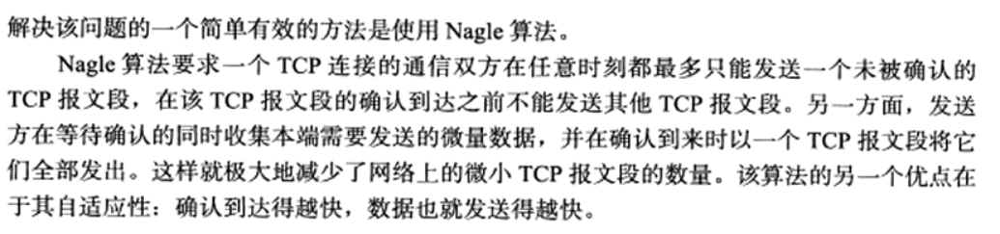 解决该问题的一个简单有效的方法是使用 Nagle 算法。
Nagle 算法要求一个 TCP 连接的通信双方在任意时刻都最多只能发送一个未被确认的
TCP 报文段，在该 TCP 报文段的确认到达之前不能发送其他 TCP 报文段。另一方面，发送
方在等待确认的同时收集本端需要发送的微量数据，并在确认到来时以一个 TCP 报文段将它
们全部发出。这样就极大地减少了网络上的微小 TCP 报文段的数量。该算法的另一个优点在
于其自适应性：确认到达得越快，数据也就发送得越快。